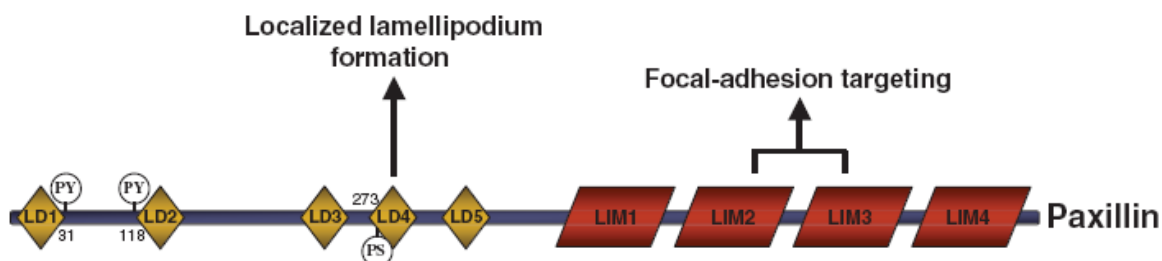 Localized lamellipodium
formation
Focal-adhesion targeting
PY PY 273
LD1 LD2 LD3 LD4 LD5 LIM1 LIM2 LIM3 LIM4 Paxillin
31 118 PS